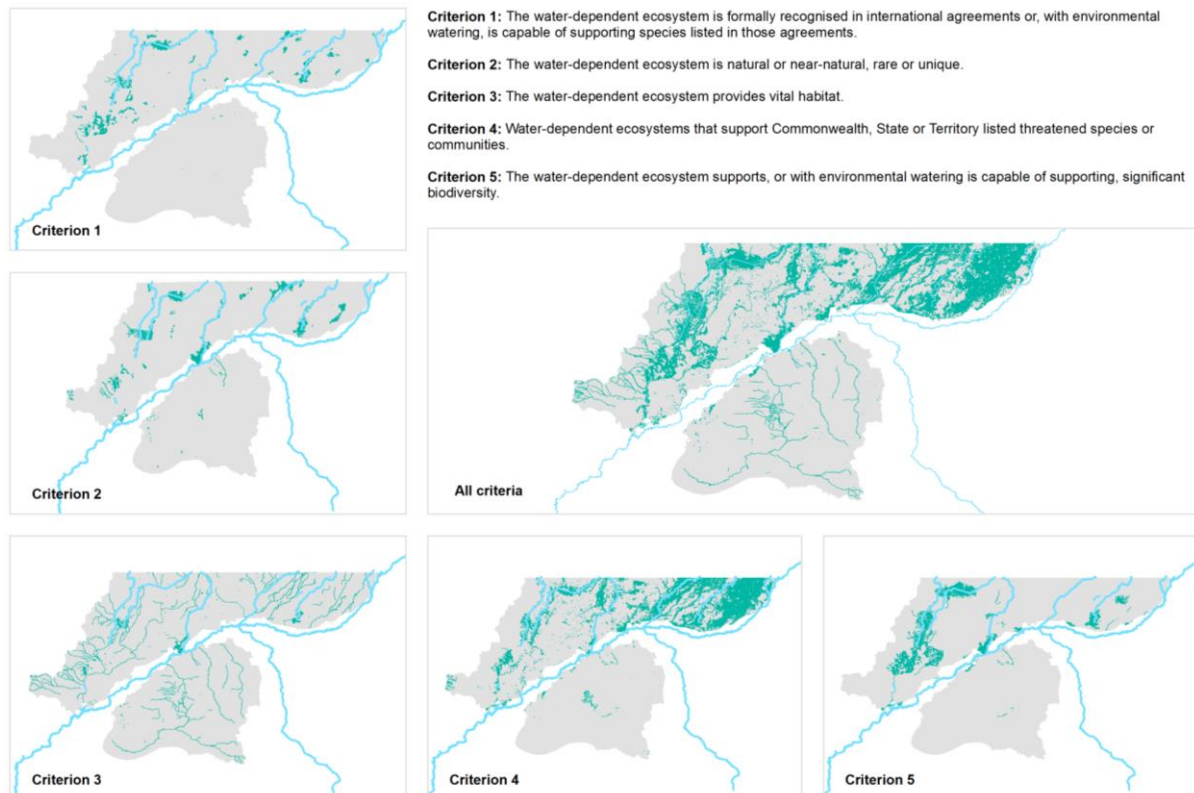 Criterion 1: The water-dependent ecosystem is formally recognised in international agreements or, with environmental
watering, is capable of supporting species listed in those agreements.
Criterion 2: The water-dependent ecosystem is natural or near-natural, rare or unique.
Criterion 3: The water-dependent ecosystem provides vital habitat.
Criterion 4: Water-dependent ecosystems that support Commonwealth, State or Territory listed threatened species or
communities.
Criterion 5: The water-dependent ecosystem supports, or with environmental watering is capable of supporting, significant
biodiversity.
Criterion 1
Criterion 2
All criteria
Criterion 3
Criterion 4
Criterion 5